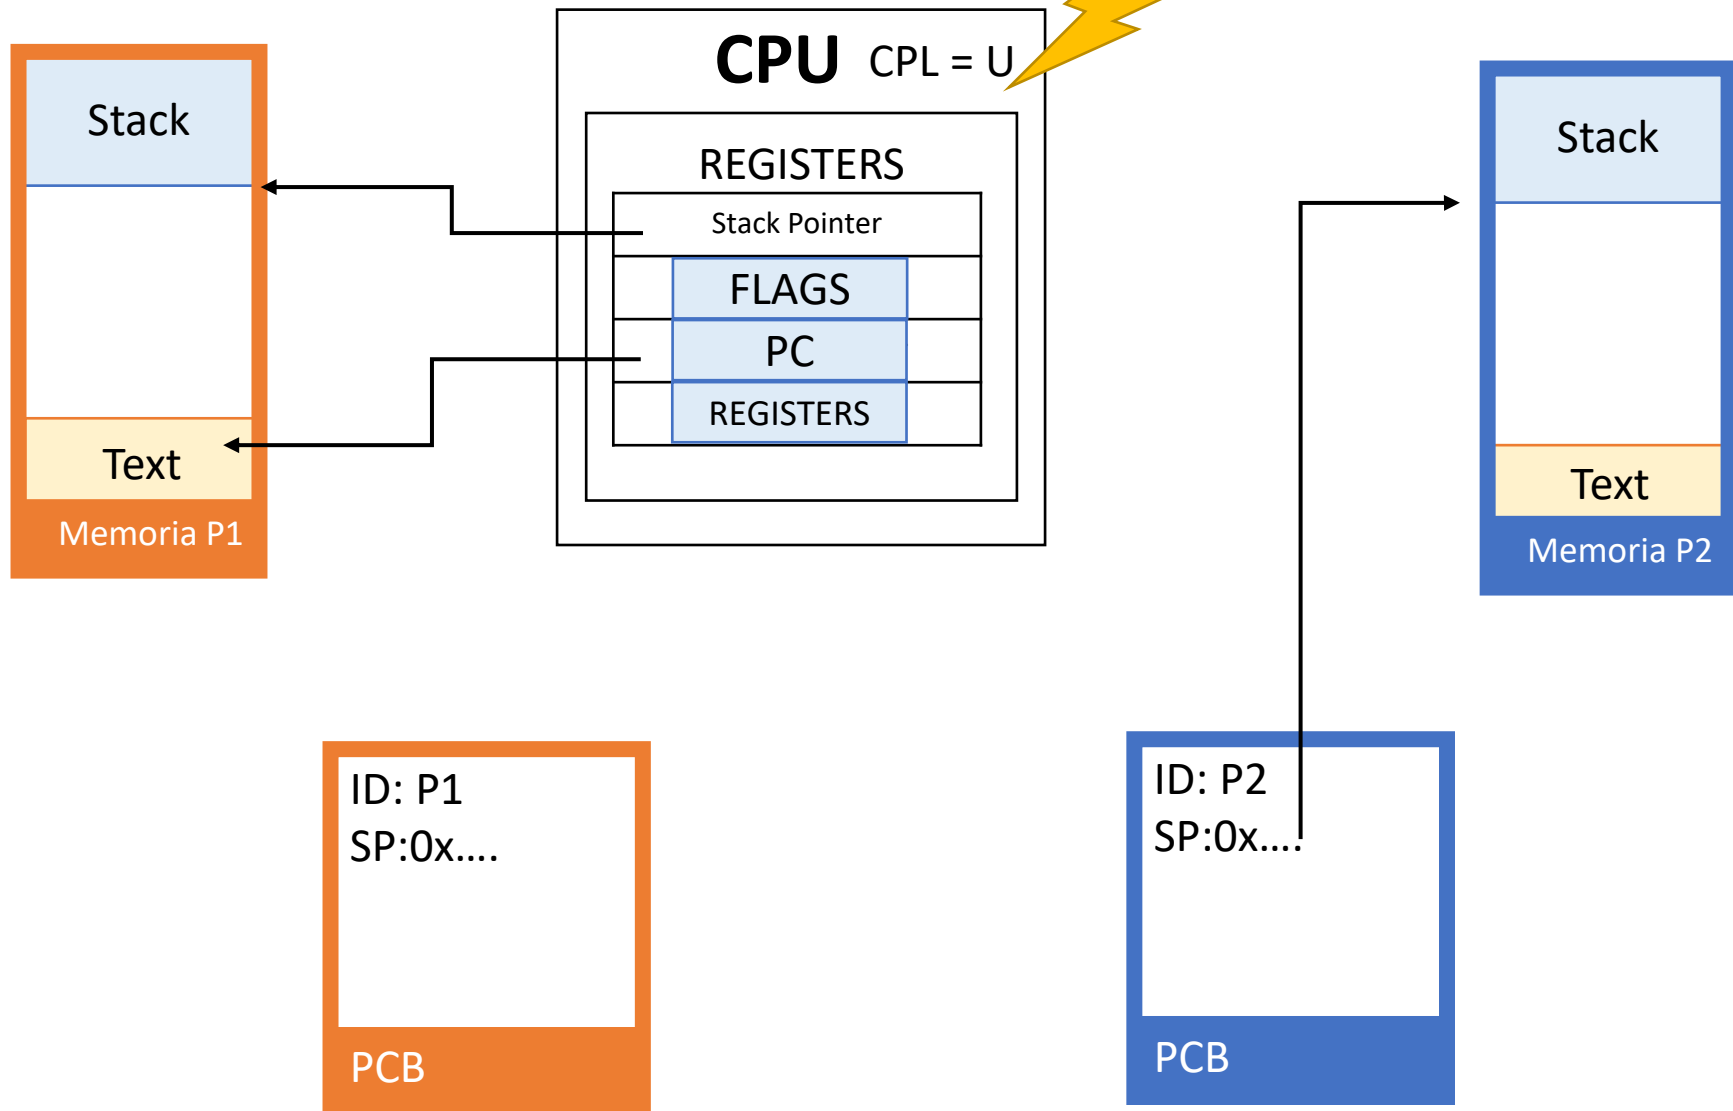 CPU CPL = U
Stack
REGISTERS
Stack Pointer
FLAGS
PC
REGISTERS
Text
Memoria P1
Stack
Text
Memoria P2
ID: P1
SP:0x....
PCB
ID: P2
SP:0x....
PCB